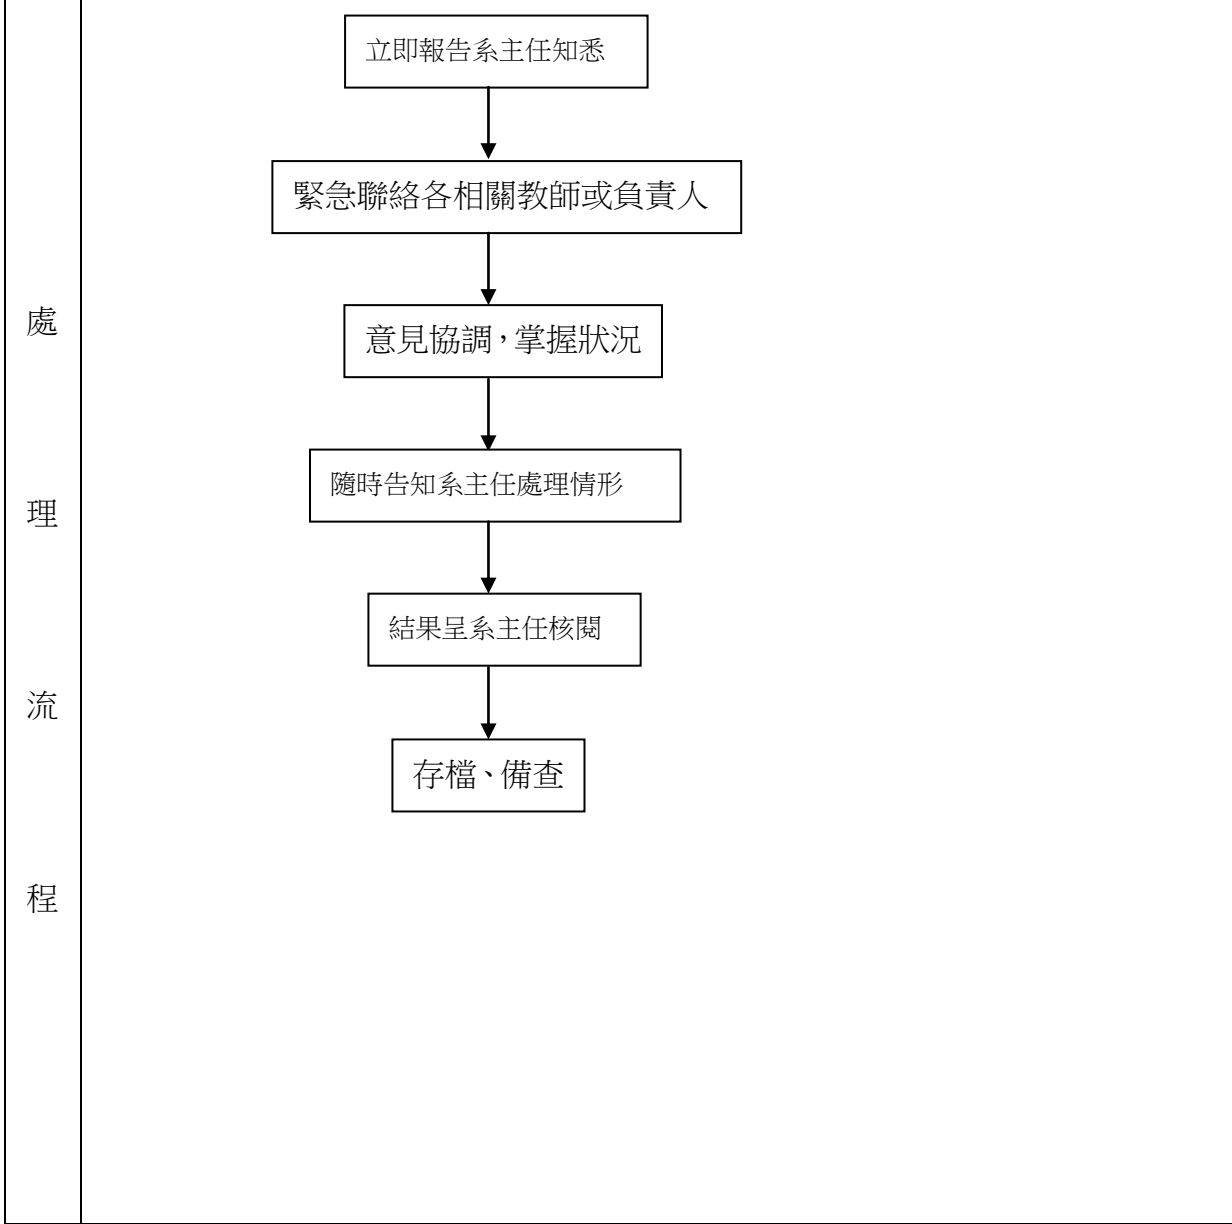 處
理
流
程
立即報告系主任知悉
緊急聯絡各相關教師或負責人
意見協調，掌握狀況
隨時告知系主任處理情形
結果呈系主任核閱
存檔、備查